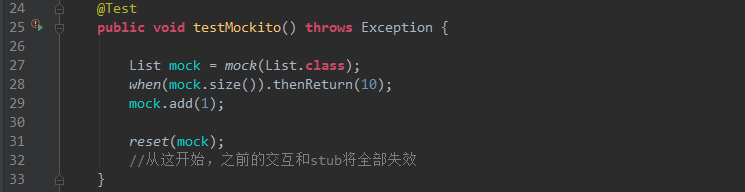 24 @Test
25 public void testMockito() throws Exception {
26
27 List mock = mock(List.class);
28 when(mock.size()).thenReturn(10);
29 mock.add(1);
30
31 reset(mock);
32 //从这开始，之前的交互和stub将全部失效
33 }